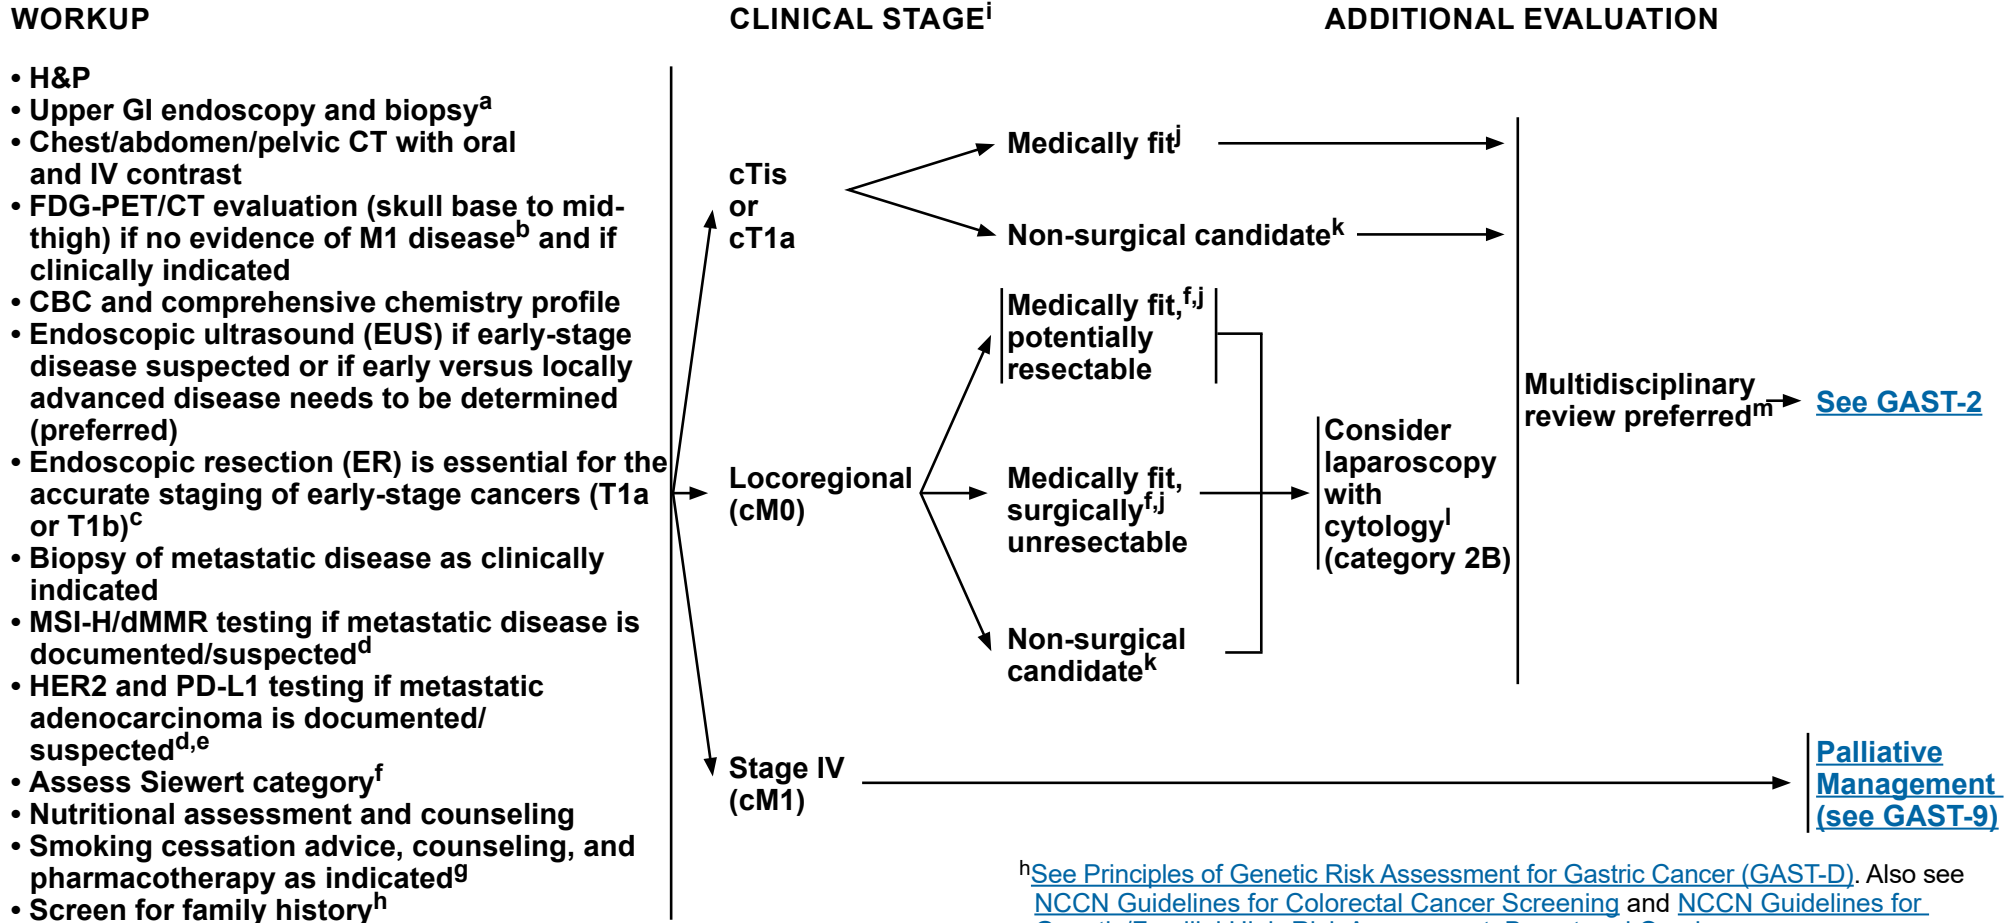 WORKUP
• H&P
• Upper GI endoscopy and biopsyᵃ
• Chest/abdomen/pelvic CT with oral
and IV contrast
• FDG-PET/CT evaluation (skull base to mid-
thigh) if no evidence of M1 diseaseᵇ and if
clinically indicated
• CBC and comprehensive chemistry profile
• Endoscopic ultrasound (EUS) if early-stage
disease suspected or if early versus locally
advanced disease needs to be determined
(preferred)
• Endoscopic resection (ER) is essential for the
accurate staging of early-stage cancers (T1a
or T1b)ᶜ
• Biopsy of metastatic disease as clinically
indicated
• MSI-H/dMMR testing if metastatic disease is
documented/suspectedᵈ
• HER2 and PD-L1 testing if metastatic
adenocarcinoma is documented/
suspectedᵈ,ᵉ
• Assess Siewert categoryᶠ
• Nutritional assessment and counseling
• Smoking cessation advice, counseling, and
pharmacotherapy as indicatedᵍ
• Screen for family historyʰ
CLINICAL STAGEⁱ
cTis
or
cT1a
Medically fitʲ
Non-surgical candidateᵏ
Locoregional
(cM0)
Medically fit,ᶠ,ʲ
potentially
resectable
Medically fit,
surgicallyᶠ,ʲ
unresectable
Non-surgical
candidateᵏ
Stage IV
(cM1)
ADDITIONAL EVALUATION
Consider
laparoscopy
with
cytologyˡ
(category 2B)
Multidisciplinary
review preferredᵐ
See GAST-2
Palliative
Management
(see GAST-9)
ʰSee Principles of Genetic Risk Assessment for Gastric Cancer (GAST-D). Also see
NCCN Guidelines for Colorectal Cancer Screening and NCCN Guidelines for